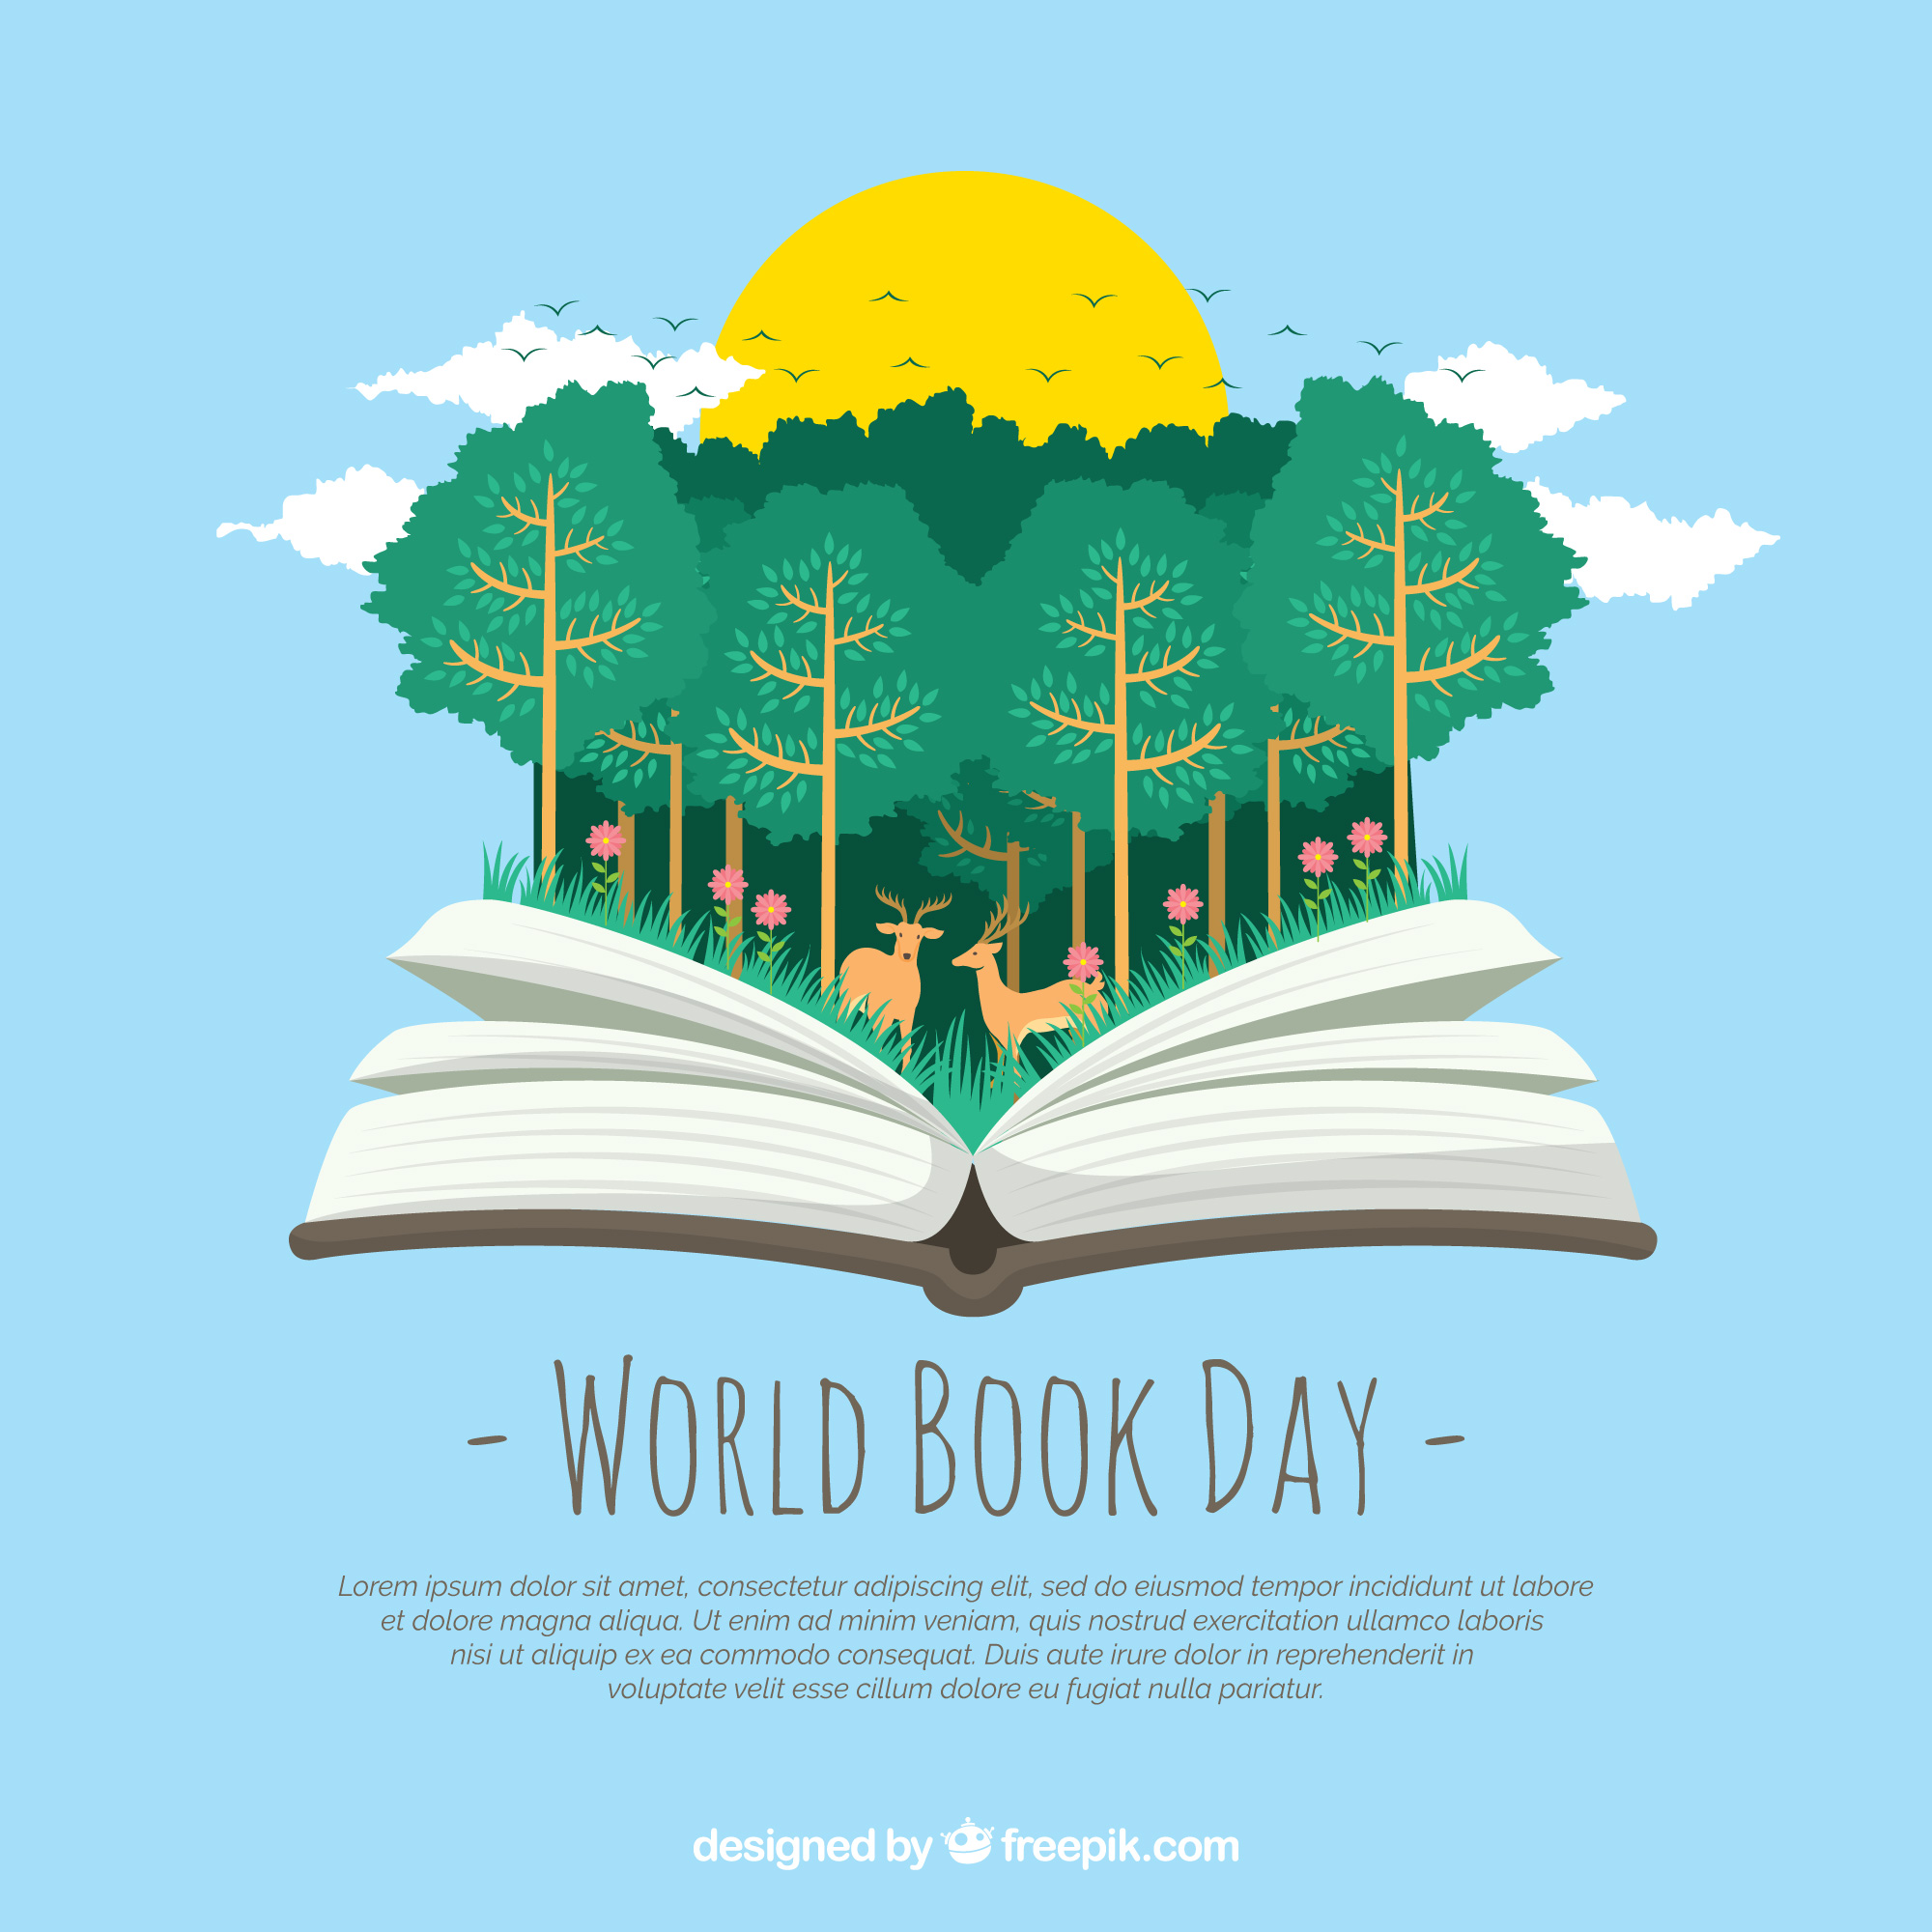 - World Book Day -
Lorem ipsum dolor sit amet, consectetur adipiscing elit, sed do eiusmod tempor incididunt ut labore
et dolore magna aliqua. Ut enim ad minim veniam, quis nostrud exercitation ullamco laboris
nisi ut aliquip ex ea commodo consequat. Duis aute irure dolor in reprehenderit in
voluptate velit esse cillum dolore eu fugiat nulla pariatur.
designed by freepik.com